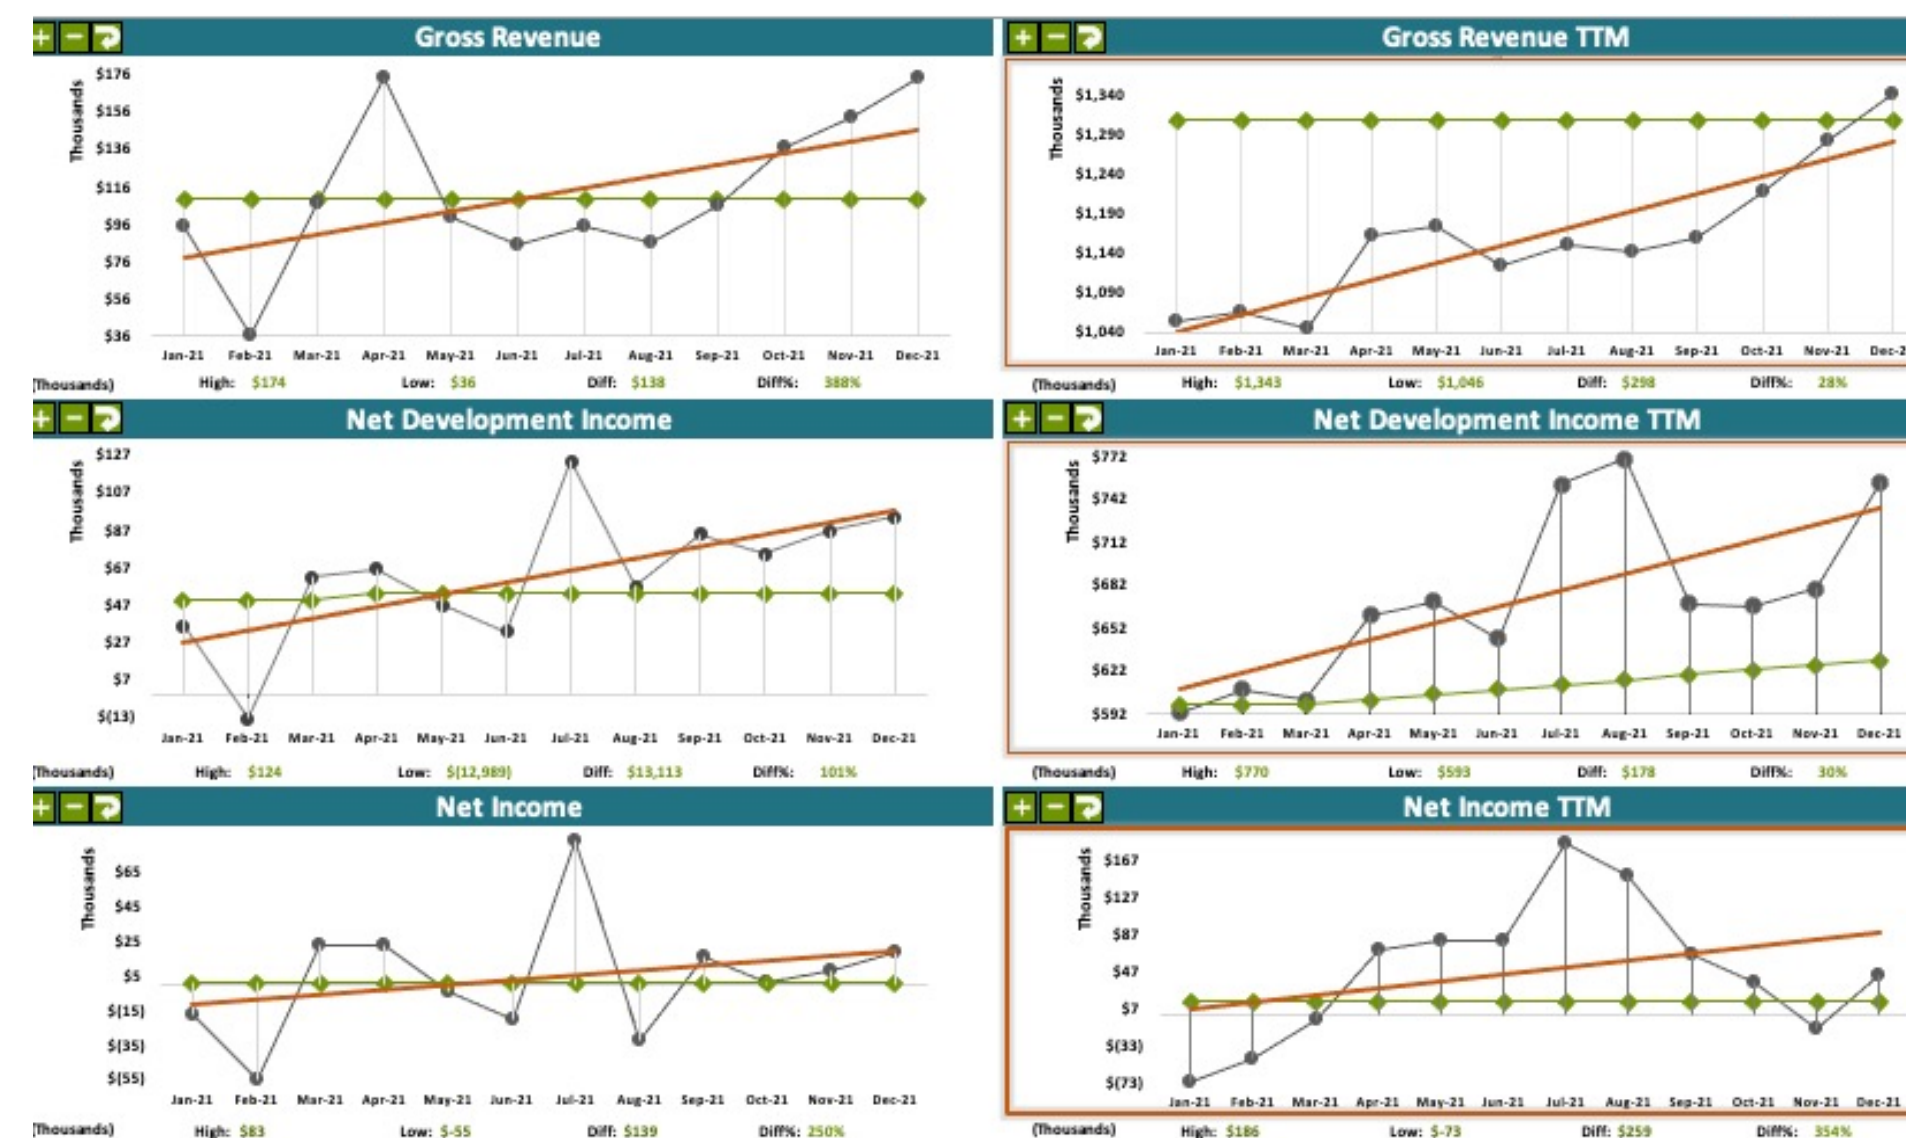 Gross Revenue
Thousands
$176
$156
$136
$116
$96
$76
$56
$36
Jan-21 Feb-21 Mar-21 Apr-21 May-21 Jun-21 Jul-21 Aug-21 Sep-21 Oct-21 Nov-21 Dec-21
(Thousands) High: $174 Low: $36 Diff: $138 Diff%: 388%
Gross Revenue TTM
Thousands
$1,340
$1,290
$1,240
$1,190
$1,140
$1,090
$1,040
Jan-21 Feb-21 Mar-21 Apr-21 May-21 Jun-21 Jul-21 Aug-21 Sep-21 Oct-21 Nov-21 Dec-2
(Thousands) High: $1,343 Low: $1,046 Diff: $298 Diff%: 28%
Net Development Income
Thousands
$127
$107
$87
$67
$47
$27
$7
$(13)
Jan-21 Feb-21 Mar-21 Apr-21 May-21 Jun-21 Jul-21 Aug-21 Sep-21 Oct-21 Nov-21 Dec-21
(Thousands) High: $124 Low: $(12,989) Diff: $13,113 Diff%: 101%
Net Development Income TTM
Thousands
$772
$742
$712
$682
$652
$622
$592
Jan-21 Feb-21 Mar-21 Apr-21 May-21 Jun-21 Jul-21 Aug-21 Sep-21 Oct-21 Nov-21 Dec-21
(Thousands) High: $770 Low: $593 Diff: $178 Diff%: 30%
Net Income
Thousands
$65
$45
$25
$5
$(15)
$(35)
$(55)
Jan-21 Feb-21 Mar-21 Apr-21 May-21 Jun-21 Jul-21 Aug-21 Sep-21 Oct-21 Nov-21 Dec-21
(Thousands) High: $83 Low: $-55 Diff: $139 Diff%: 250%
Net Income TTM
Thousands
$167
$127
$87
$47
$7
$(33)
$(73)
Jan-21 Feb-21 Mar-21 Apr-21 May-21 Jun-21 Jul-21 Aug-21 Sep-21 Oct-21 Nov-21 Dec-21
(Thousands) High: $186 Low: $-73 Diff: $259 Diff%: 354%